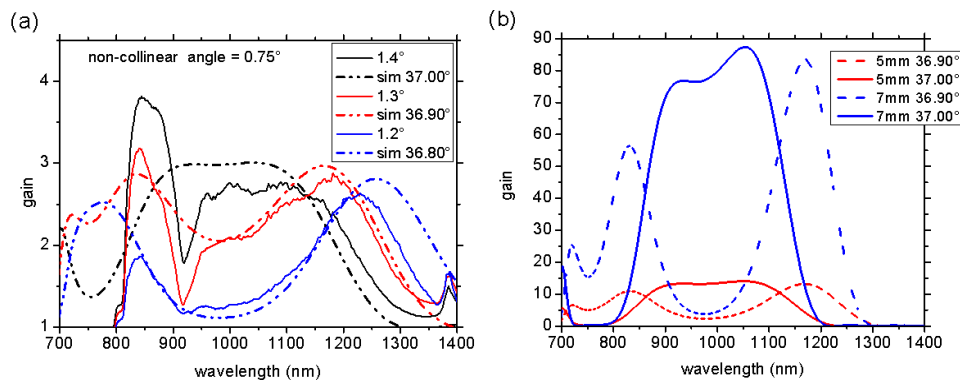 (a)
non-collinear angle = 0.75°
1.4°
sim 37.00°
1.3°
sim 36.90°
1.2°
sim 36.80°
gain
4
3
2
1
700 800 900 1000 1100 1200 1300 1400
wavelength (nm)
(b)
5mm 36.90°
5mm 37.00°
7mm 36.90°
7mm 37.00°
gain
90
80
70
60
50
40
30
20
10
0
700 800 900 1000 1100 1200 1300 1400
wavelength (nm)